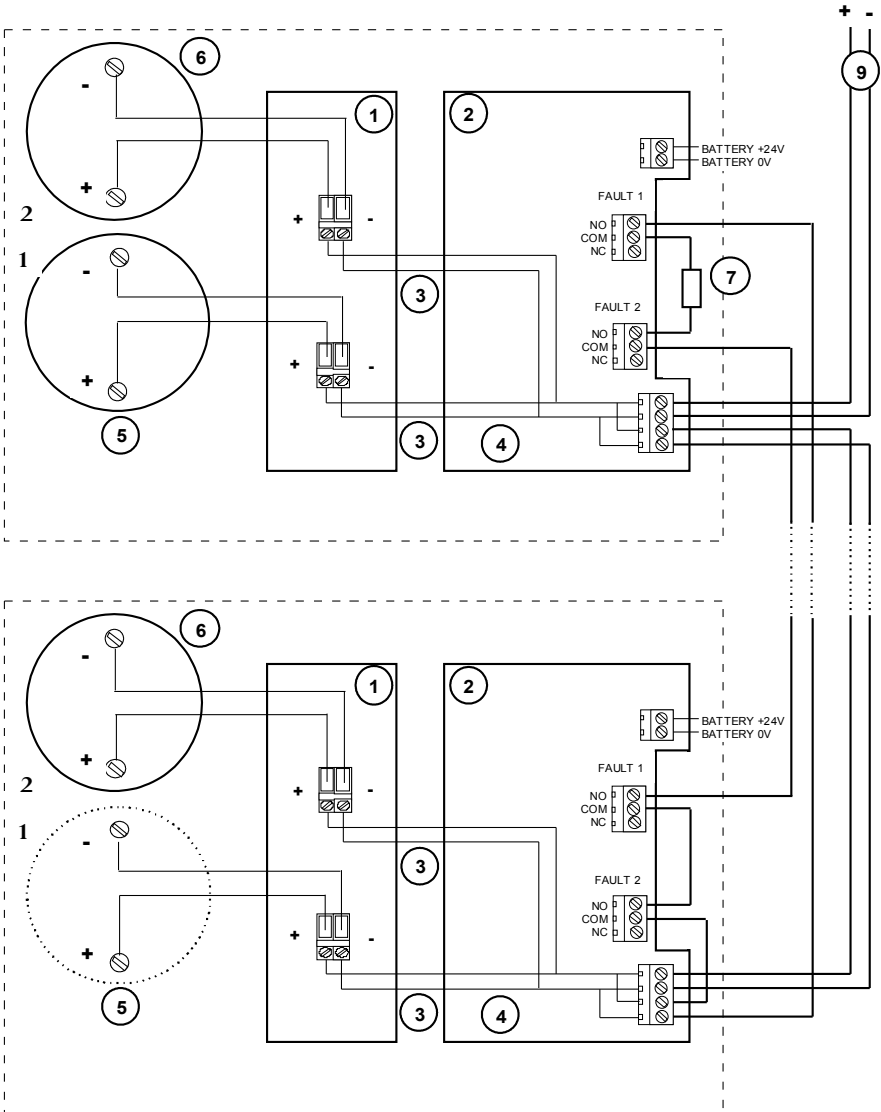 + -
9
6
-
+
2
1
2
BATTERY +24V
BATTERY 0V
FAULT 1
NO
COM
NC
+ -
3
7
1
-
+
5
FAULT 2
NO
COM
NC
+ -
3
4
6
-
+
2
1
2
BATTERY +24V
BATTERY 0V
FAULT 1
NO
COM
NC
+ -
3
1
-
+
5
FAULT 2
NO
COM
NC
+ -
3
4